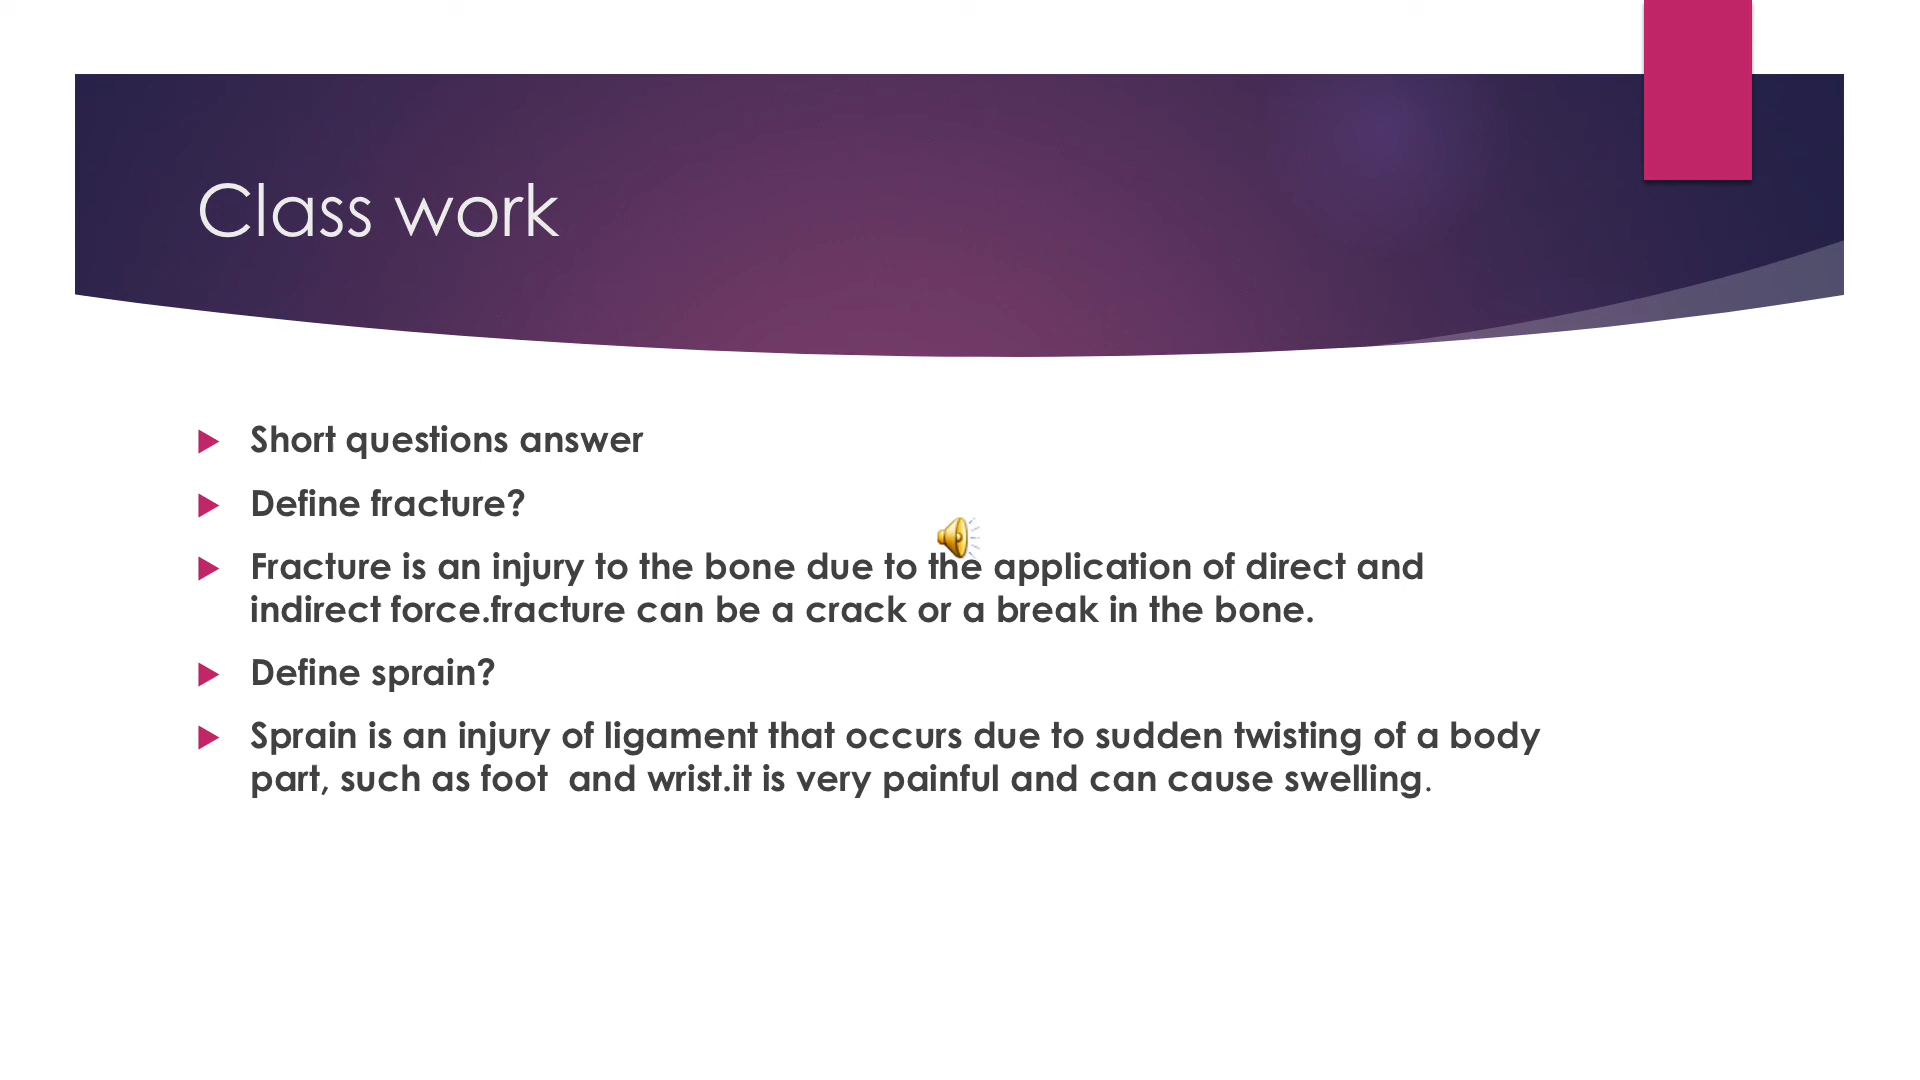 Class work
Short questions answer
Define fracture?
Fracture is an injury to the bone due to the application of direct and
indirect force.fracture can be a crack or a break in the bone.
Define sprain?
Sprain is an injury of ligament that occurs due to sudden twisting of a body
part, such as foot  and wrist.it is very painful and can cause swelling.